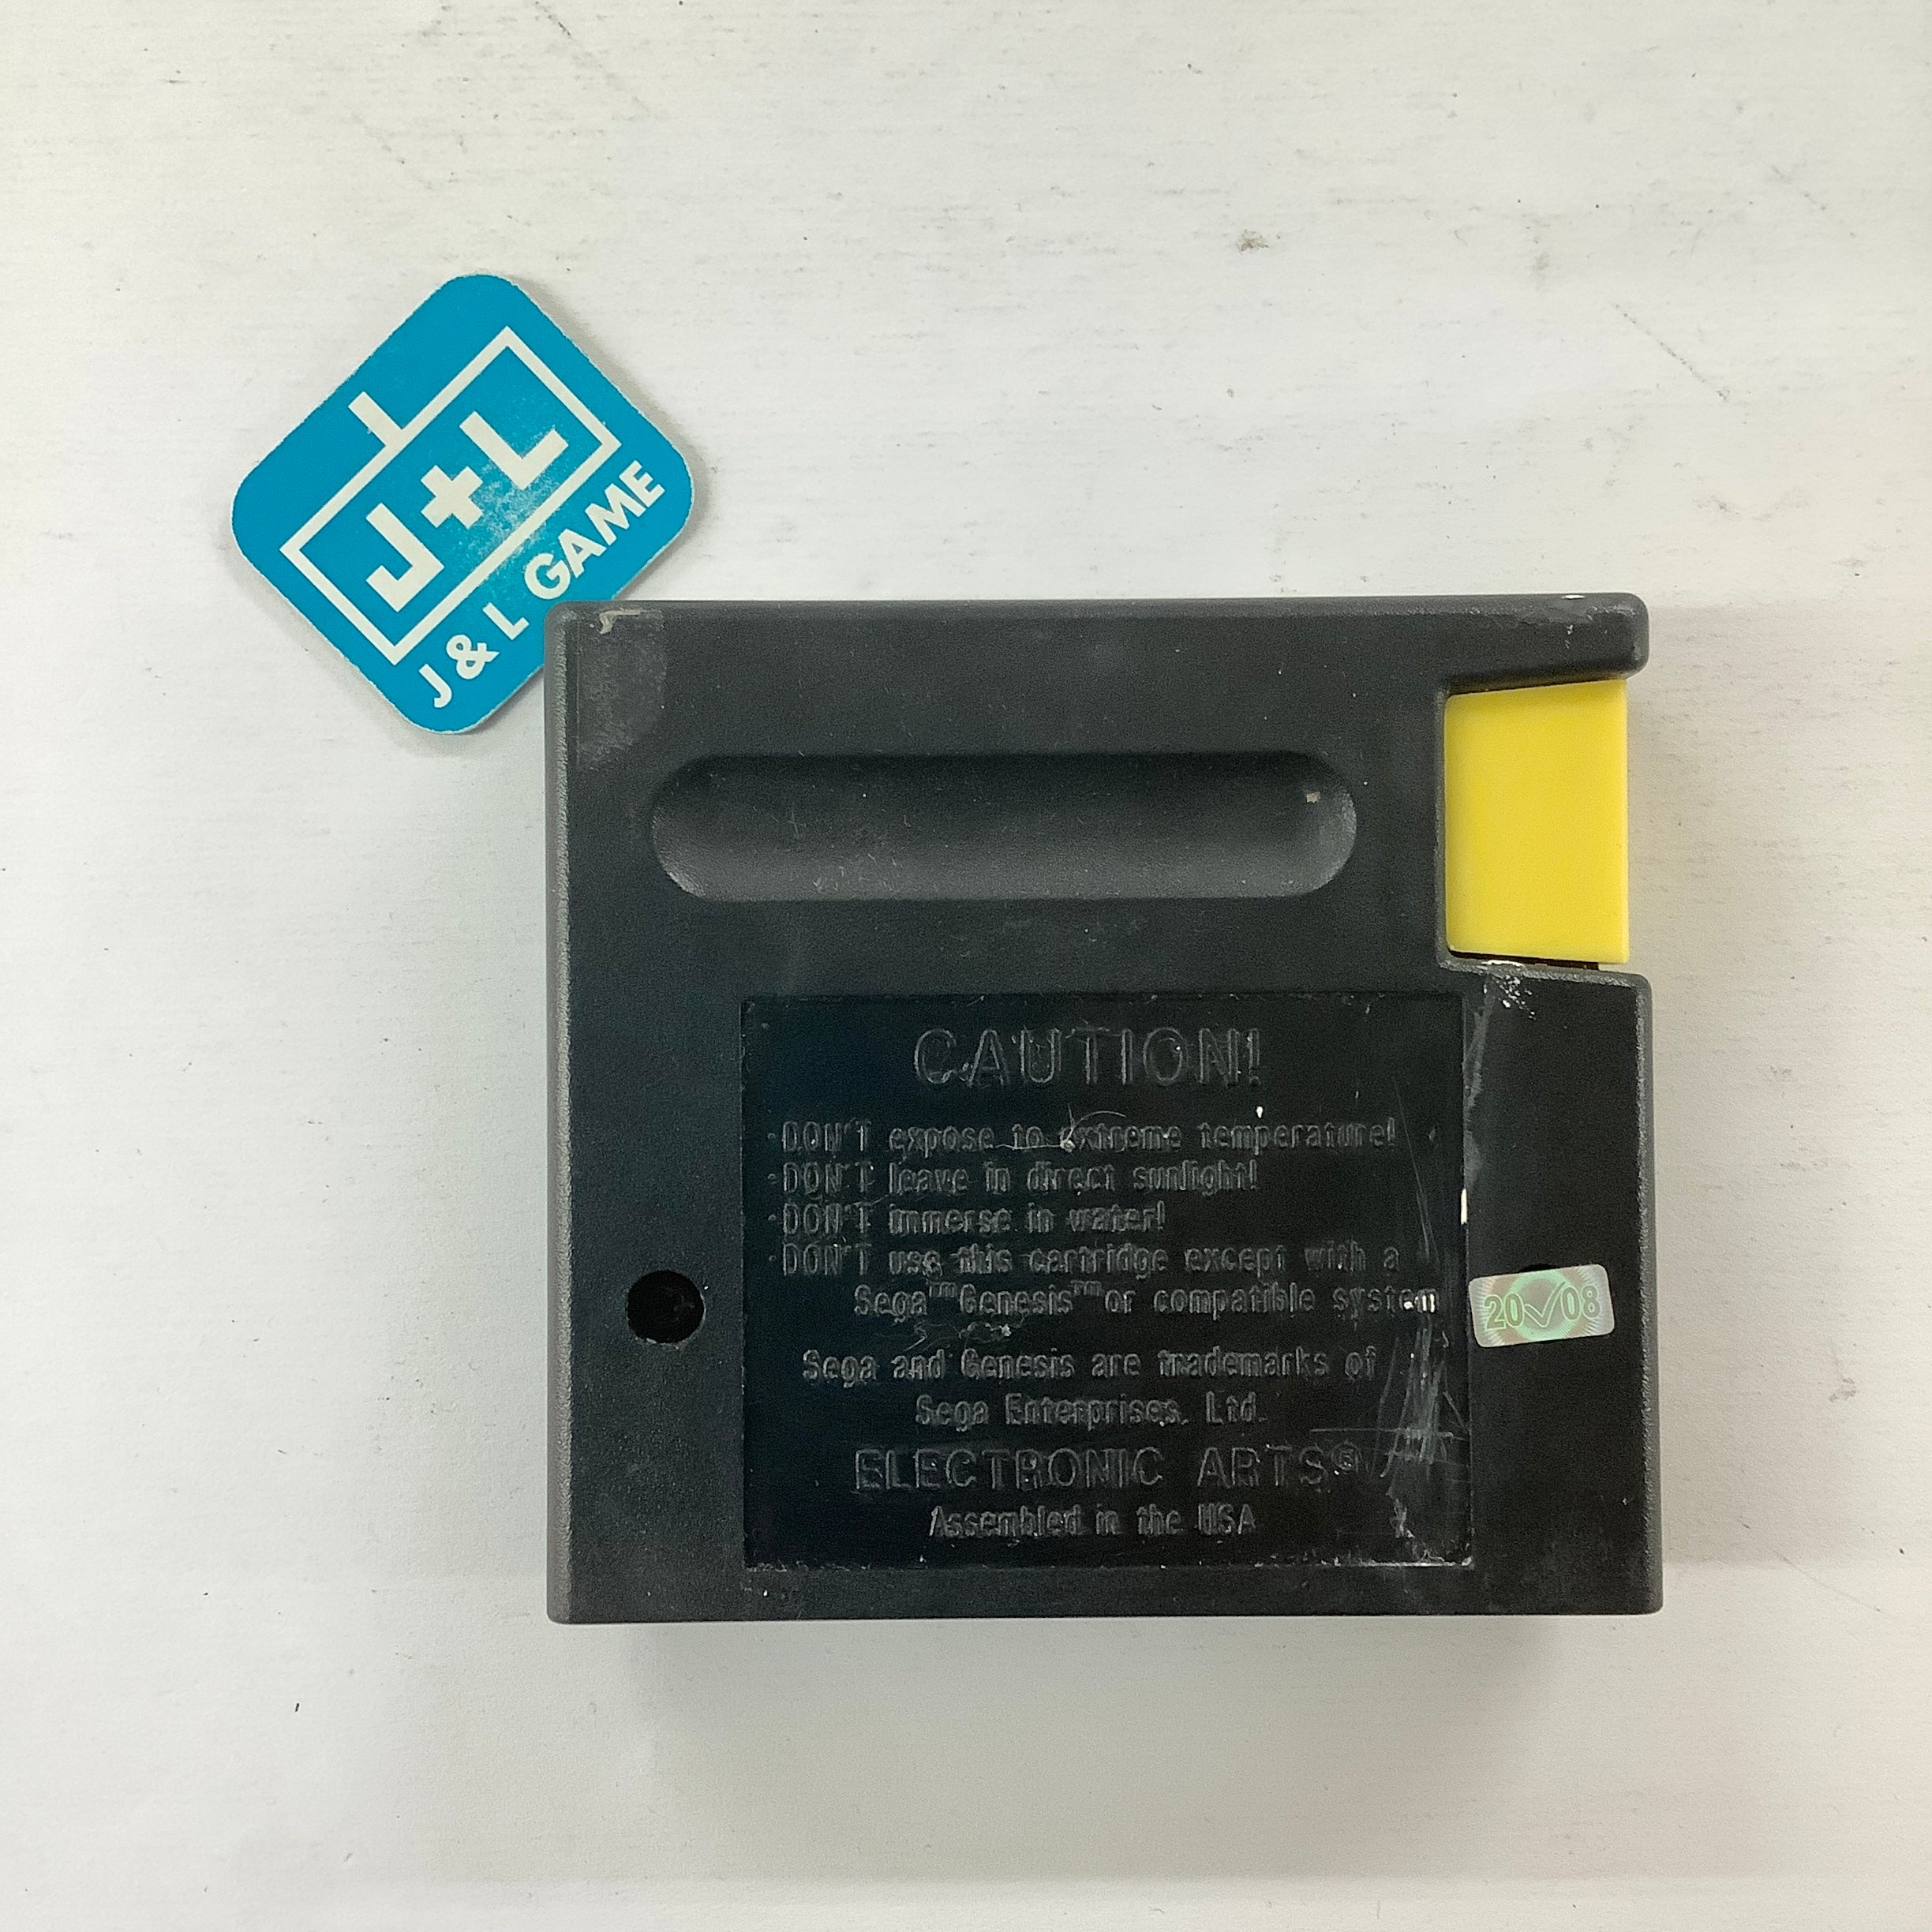 J+L
J & L GAME
CAUTION!
·DON'T expose to extreme temperature!
·DON'T leave in direct sunlight!
·DON'T immerse in water!
·DON'T use this cartridge except with a
Sega™ Genesis™ or compatible system
Sega and Genesis are trademarks of
Sega Enterprises, Ltd.
ELECTRONIC ARTS®
Assembled in the USA
20✓08